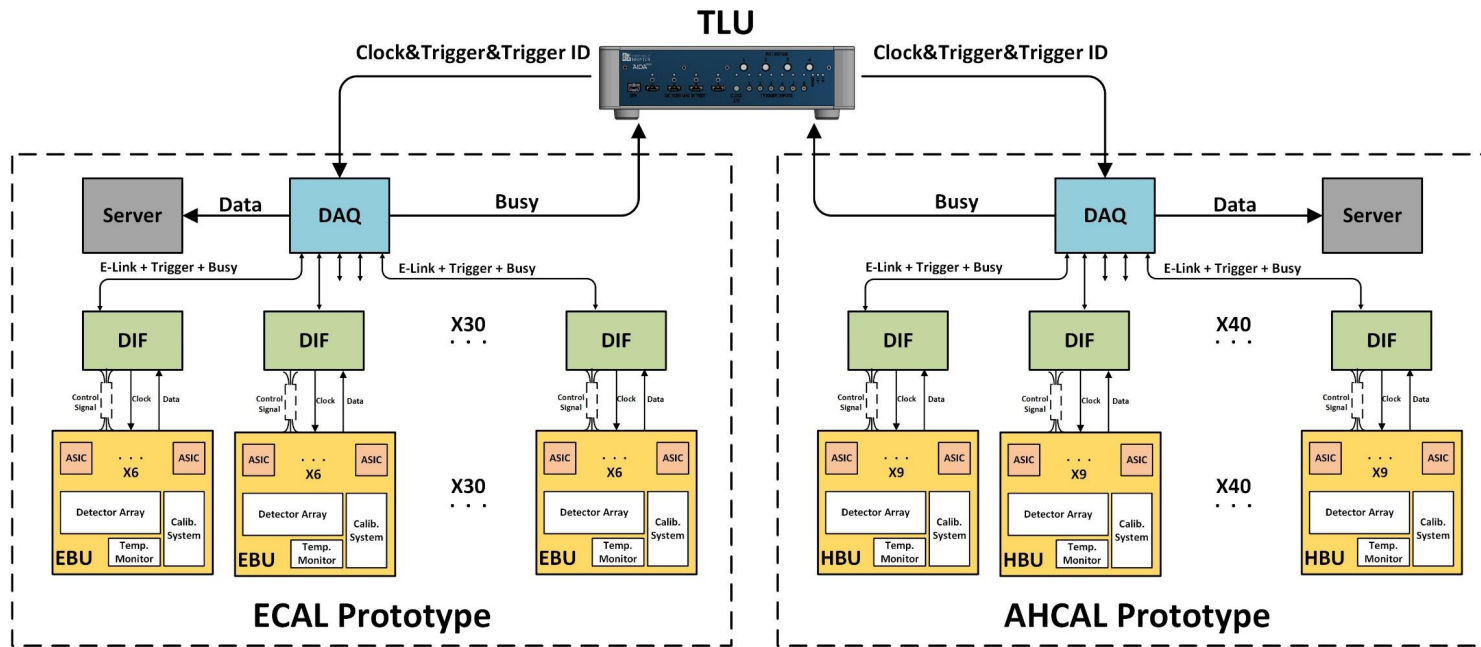 TLU
Clock&Trigger&Trigger ID
Clock&Trigger&Trigger ID
AIDA
Server
Data
DAQ
Busy
E-Link + Trigger + Busy
E-Link + Trigger + Busy
DIF
DIF
X30
. . .
DIF
Control
Signal
Clock
Data
Control
Signal
Clock
Data
Control
Signal
Clock
Data
ASIC
. . .
X6
ASIC
Detector Array
Calib.
System
Temp.
Monitor
EBU
ASIC
. . .
X6
ASIC
Detector Array
Calib.
System
Temp.
Monitor
EBU
X30
. . .
ASIC
. . .
X6
ASIC
Detector Array
Calib.
System
Temp.
Monitor
EBU
ECAL Prototype
Busy
DAQ
Data
Server
E-Link + Trigger + Busy
E-Link + Trigger + Busy
DIF
DIF
X40
. . .
DIF
Control
Signal
Clock
Data
Control
Signal
Clock
Data
Control
Signal
Clock
Data
ASIC
. . .
X9
ASIC
Detector Array
Calib.
System
Temp.
Monitor
HBU
ASIC
. . .
X9
ASIC
Detector Array
Calib.
System
Temp.
Monitor
HBU
X40
. . .
ASIC
. . .
X9
ASIC
Detector Array
Calib.
System
Temp.
Monitor
HBU
AHCAL Prototype